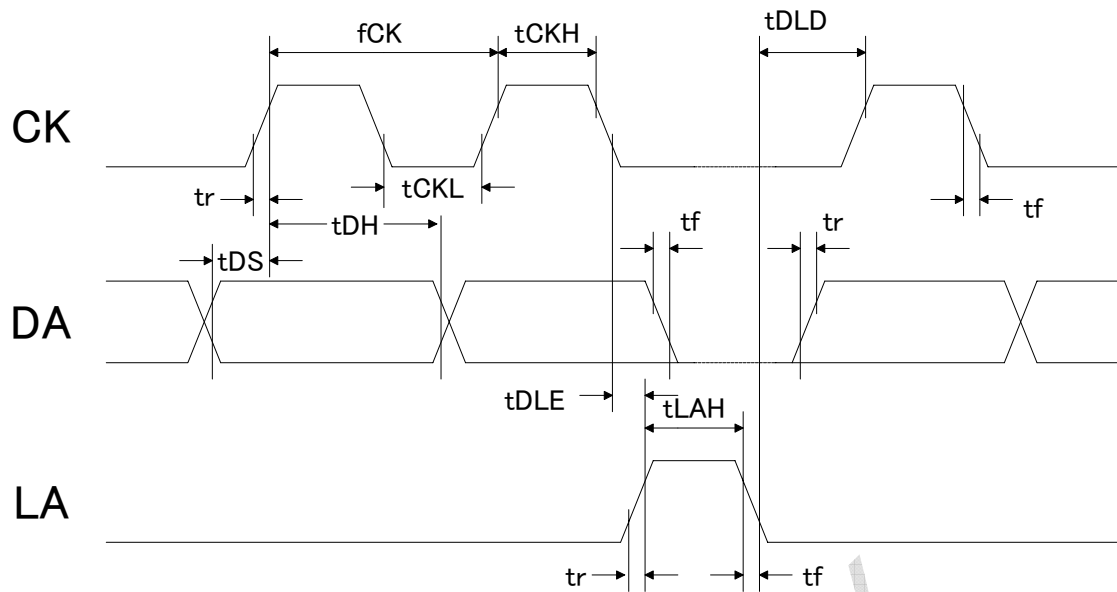 tDLD
fCK tCKH
CK
tCKL
tr tf
tDH tf tr
tDS
DA
tDLE tLAH
LA
tr tf